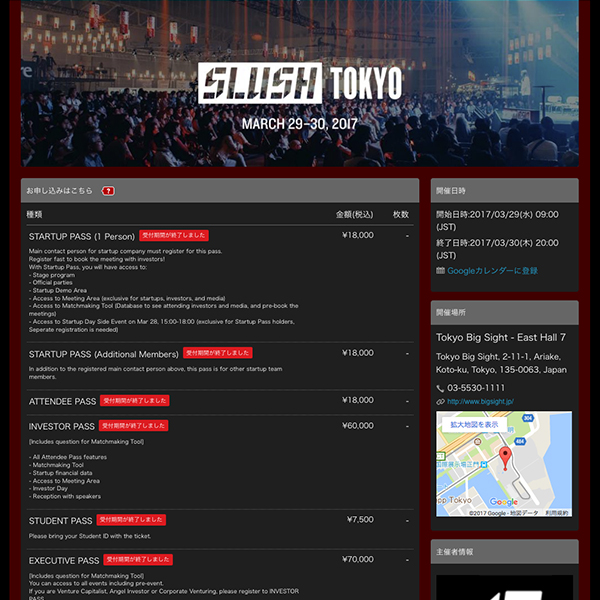 SLUSH TOKYO
MARCH 29-30, 2017
お申し込みはこちら ?
種類 金額(税込) 枚数
STARTUP PASS (1 Person) 受付期間が終了しました ¥18,000 -
Main contact person for startup company must register for this pass.
Register fast to book the meeting with investors!
With Startup Pass, you will have access to:
- Stage program
- Official parties
- Startup Demo Area
- Access to Meeting Area (exclusive for startups, investors, and media)
- Access to Matchmaking Tool (Database to see attending investors and media, and pre-book the
meetings)
- Access to Startup Day Side Event on Mar 28, 15:00-18:00 (exclusive for Startup Pass holders,
Seperate registration is needed)
STARTUP PASS (Additional Members) 受付期間が終了しました ¥18,000 -
In addition to the registered main contact person above, this pass is for other startup team
members.
ATTENDEE PASS 受付期間が終了しました ¥18,000 -
INVESTOR PASS 受付期間が終了しました ¥60,000 -
[Includes question for Matchmaking Tool]
- All Attendee Pass features
- Matchmaking Tool
- Startup financial data
- Access to Meeting Area
- Investor Day
- Reception with speakers
STUDENT PASS 受付期間が終了しました ¥7,500 -
Please bring your Student ID with the ticket.
EXECUTIVE PASS 受付期間が終了しました ¥70,000 -
[Includes question for Matchmaking Tool]
You can access to all events including pre-event.
If you are Venture Capitalist, Angel Investor or Corporate Venturing, please register to INVESTOR
PASS
開催日時
開始日時:2017/03/29(水) 09:00
(JST)
終了日時:2017/03/30(木) 20:00
(JST)
Googleカレンダーに登録
開催場所
Tokyo Big Sight - East Hall 7
Tokyo Big Sight, 2-11-1, Ariake,
Koto-ku, Tokyo, 135-0063, Japan
03-5530-1111
http://www.bigsight.jp/
拡大地図を表示
304
484
国際展示場正門
Tokyo
Google
©2017 Google - 地図データ 利用規約
主催者情報